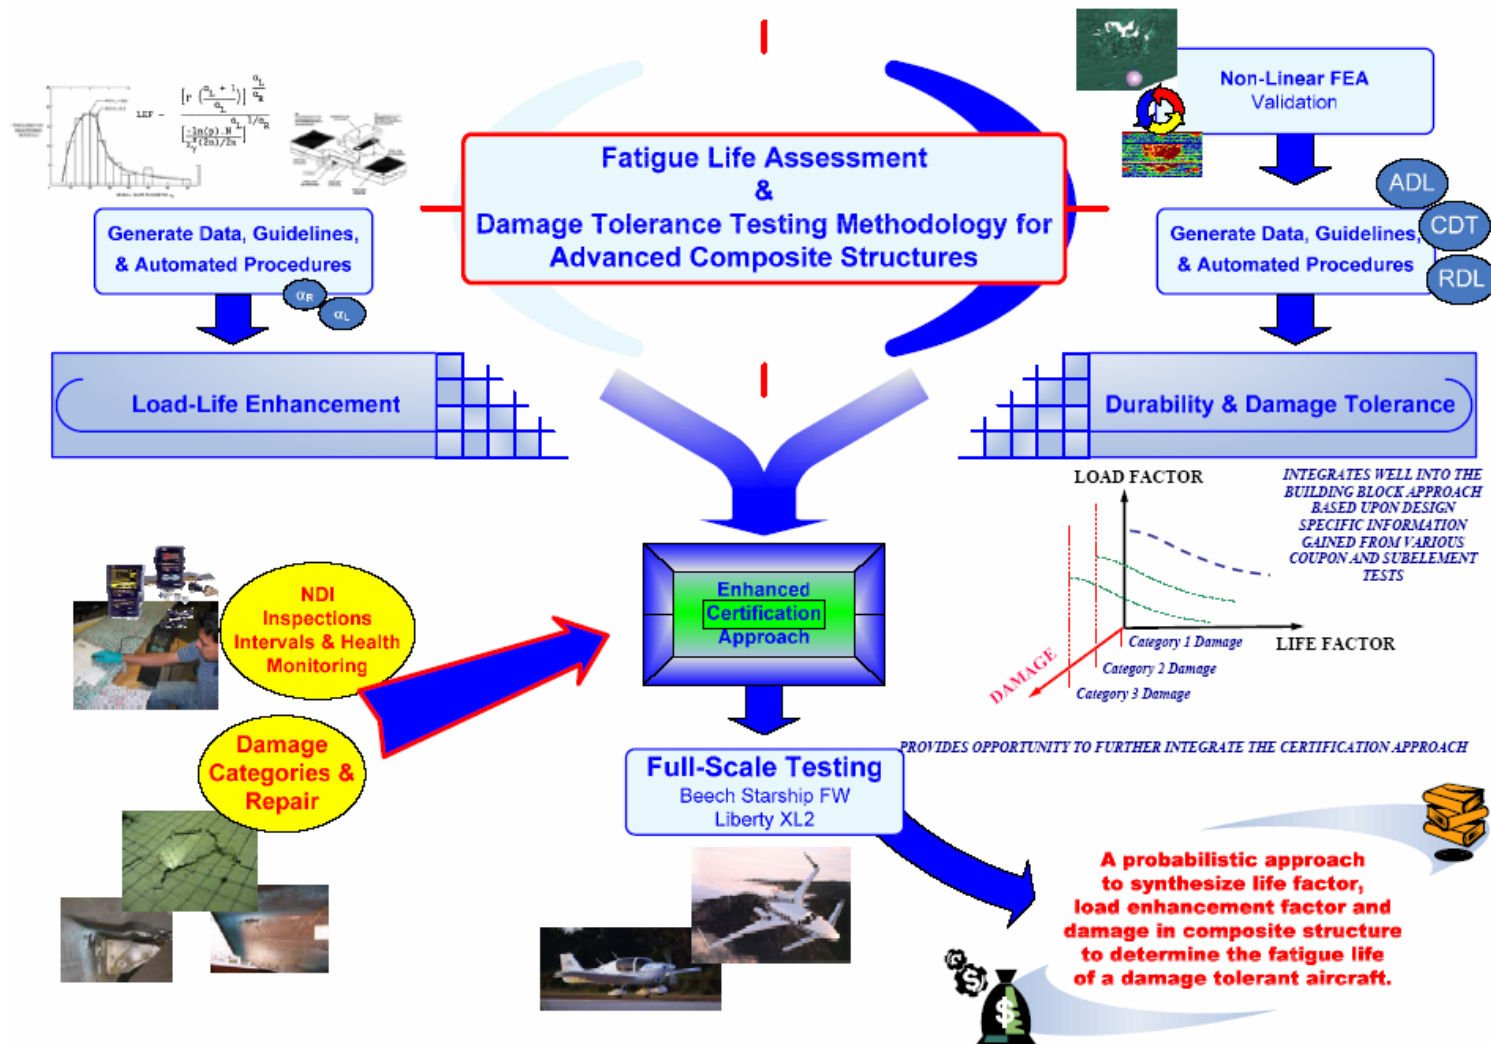 Fatigue Life Assessment
&
Damage Tolerance Testing Methodology for
Advanced Composite Structures
LEF
Generate Data, Guidelines,
& Automated Procedures
αR
αL
Load-Life Enhancement
Non-Linear FEA
Validation
ADL
CDT
RDL
Generate Data, Guidelines,
& Automated Procedures
Durability & Damage Tolerance
LOAD FACTOR
INTEGRATES WELL INTO THE
BUILDING BLOCK APPROACH
BASED UPON DESIGN
SPECIFIC INFORMATION
GAINED FROM VARIOUS
COUPON AND SUBELEMENT
TESTS
LIFE FACTOR
DAMAGE
Category 1 Damage
Category 2 Damage
Category 3 Damage
NDI
Inspections
Intervals & Health
Monitoring
Damage
Categories &
Repair
Enhanced
Certification
Approach
Full-Scale Testing
Beech Starship FW
Liberty XL2
PROVIDES OPPORTUNITY TO FURTHER INTEGRATE THE CERTIFICATION APPROACH
A probabilistic approach
to synthesize life factor,
load enhancement factor and
damage in composite structure
to determine the fatigue life
of a damage tolerant aircraft.
$
$